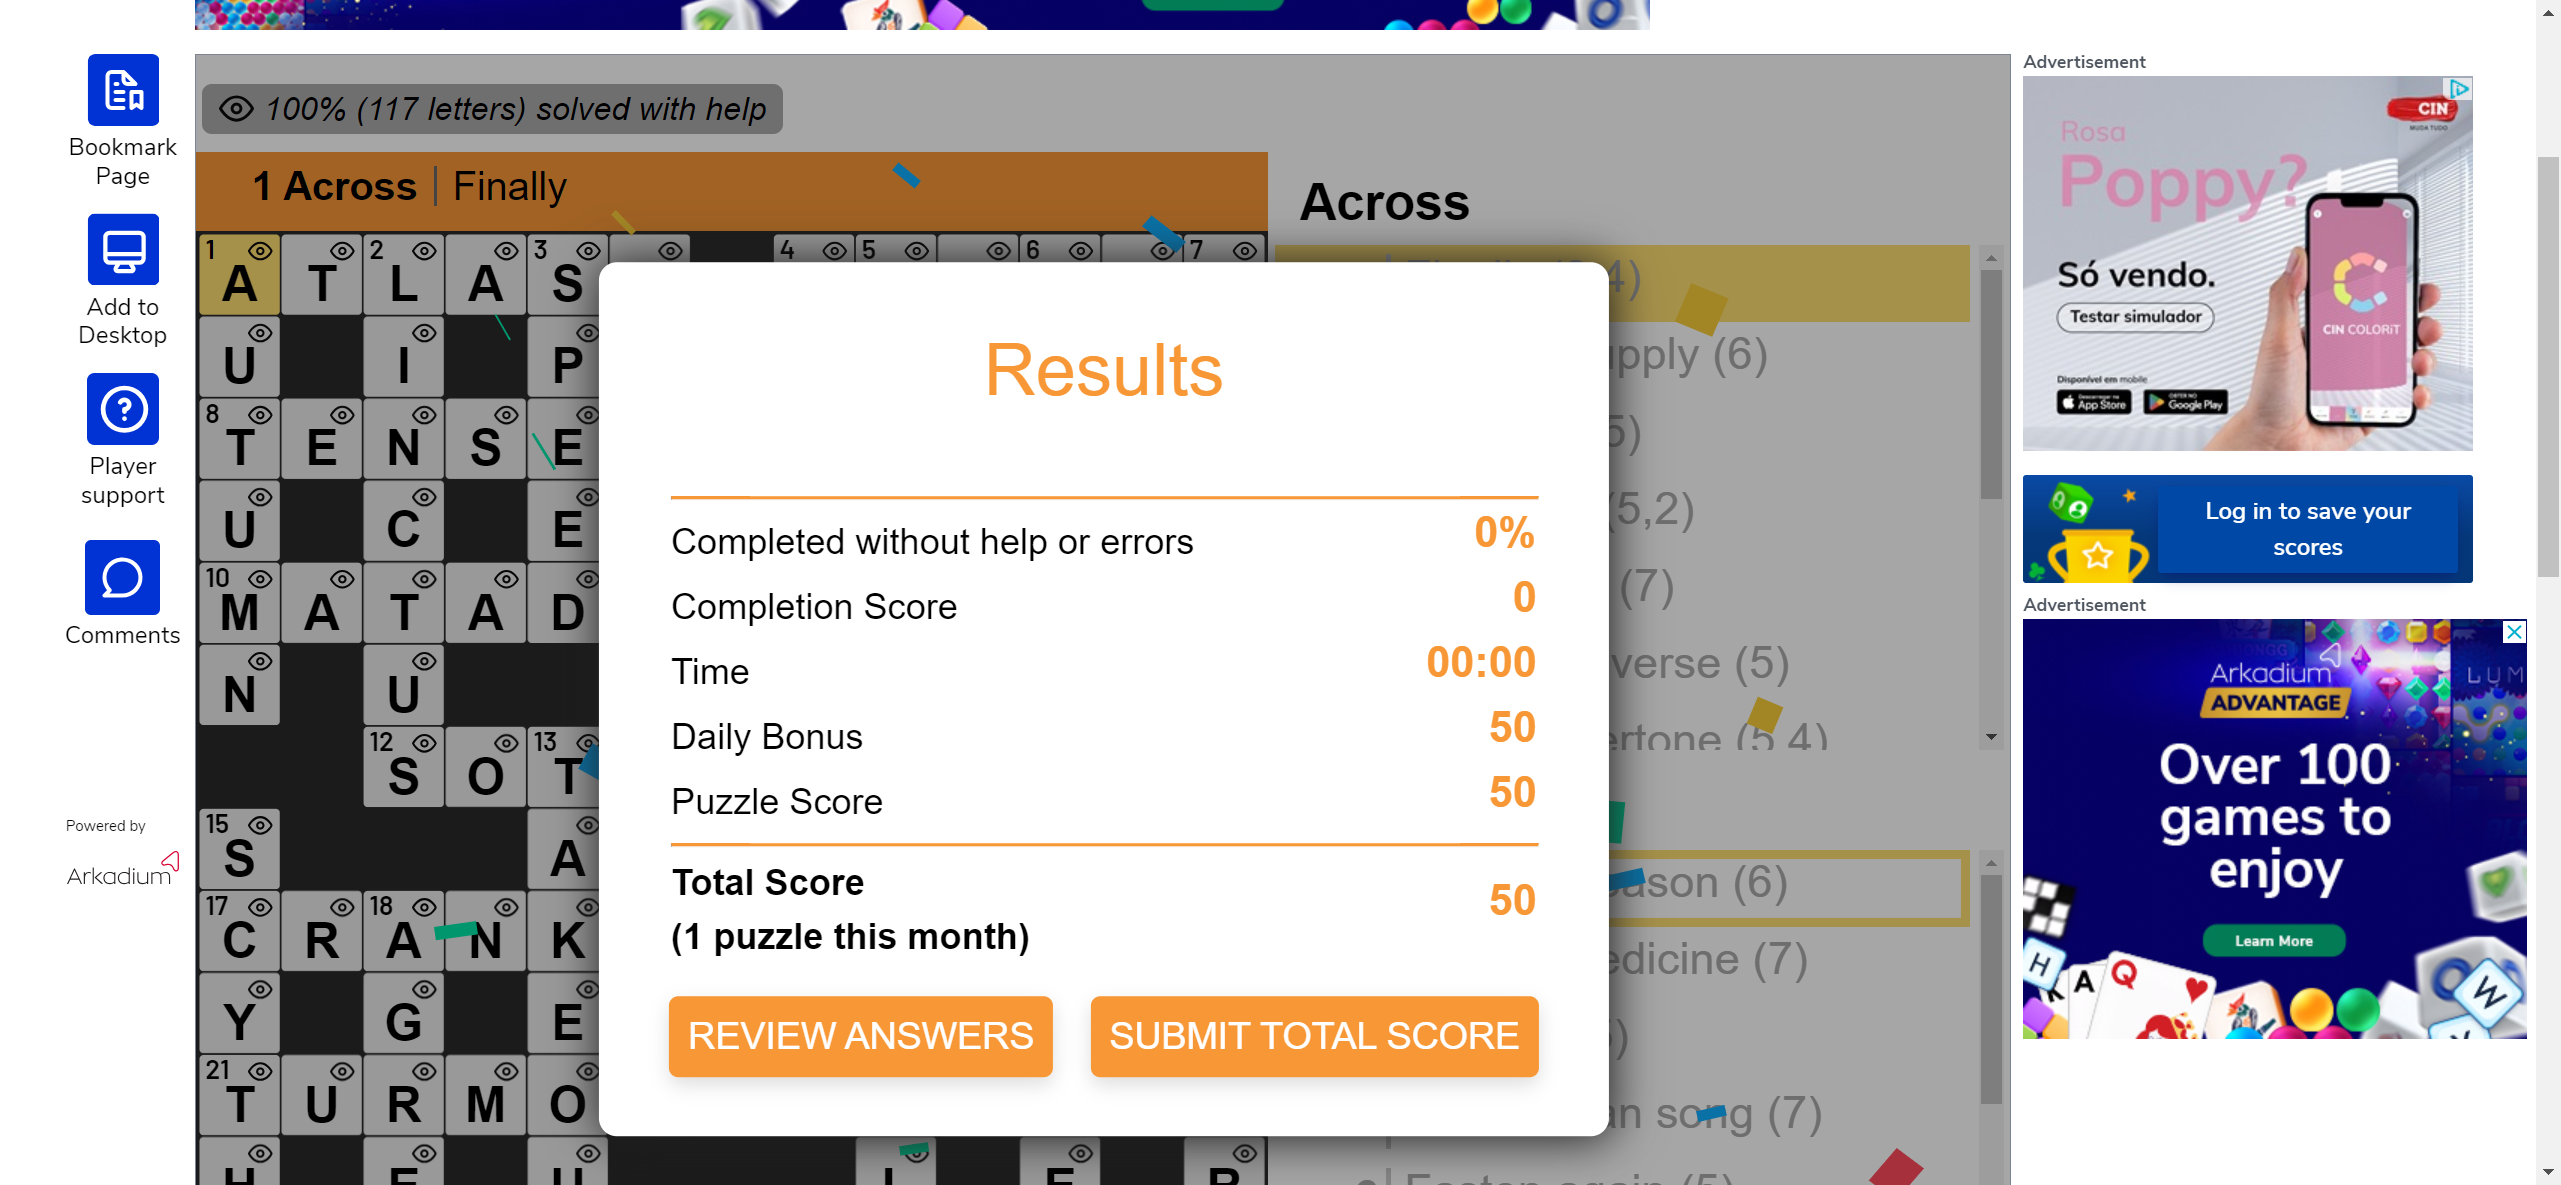 Bookmark
Page
Add to
Desktop
Player
support
Comments
Powered by
Arkadium
100% (117 letters) solved with help
1 Across | Finally
1 A T 2 L A 3 S 4 5 6 7
U I P
8 T E N S E
U C E
10 M A T A D
N U
12 S O 13 T
15 S A
17 C R 18 A N K
Y G E
21 T U R M O
Across
4)
pply (6)
5)
(5,2)
(7)
verse (5)
ertone (5,4)
ason (6)
edicine (7)
)
an song (7)
Results
Completed without help or errors 0%
Completion Score 0
Time 00:00
Daily Bonus 50
Puzzle Score 50
Total Score
(1 puzzle this month) 50
REVIEW ANSWERS
SUBMIT TOTAL SCORE
Advertisement
CIN
MUDA TUDO
Rosa
Poppy?
Só vendo.
Testar simulador
Disponível em mobile
App Store
Google Play
CIN COLORiT
Log in to save your
scores
Advertisement
Arkadium
ADVANTAGE
LUM
Over 100
games to
enjoy
Learn More
H
A
Q
W